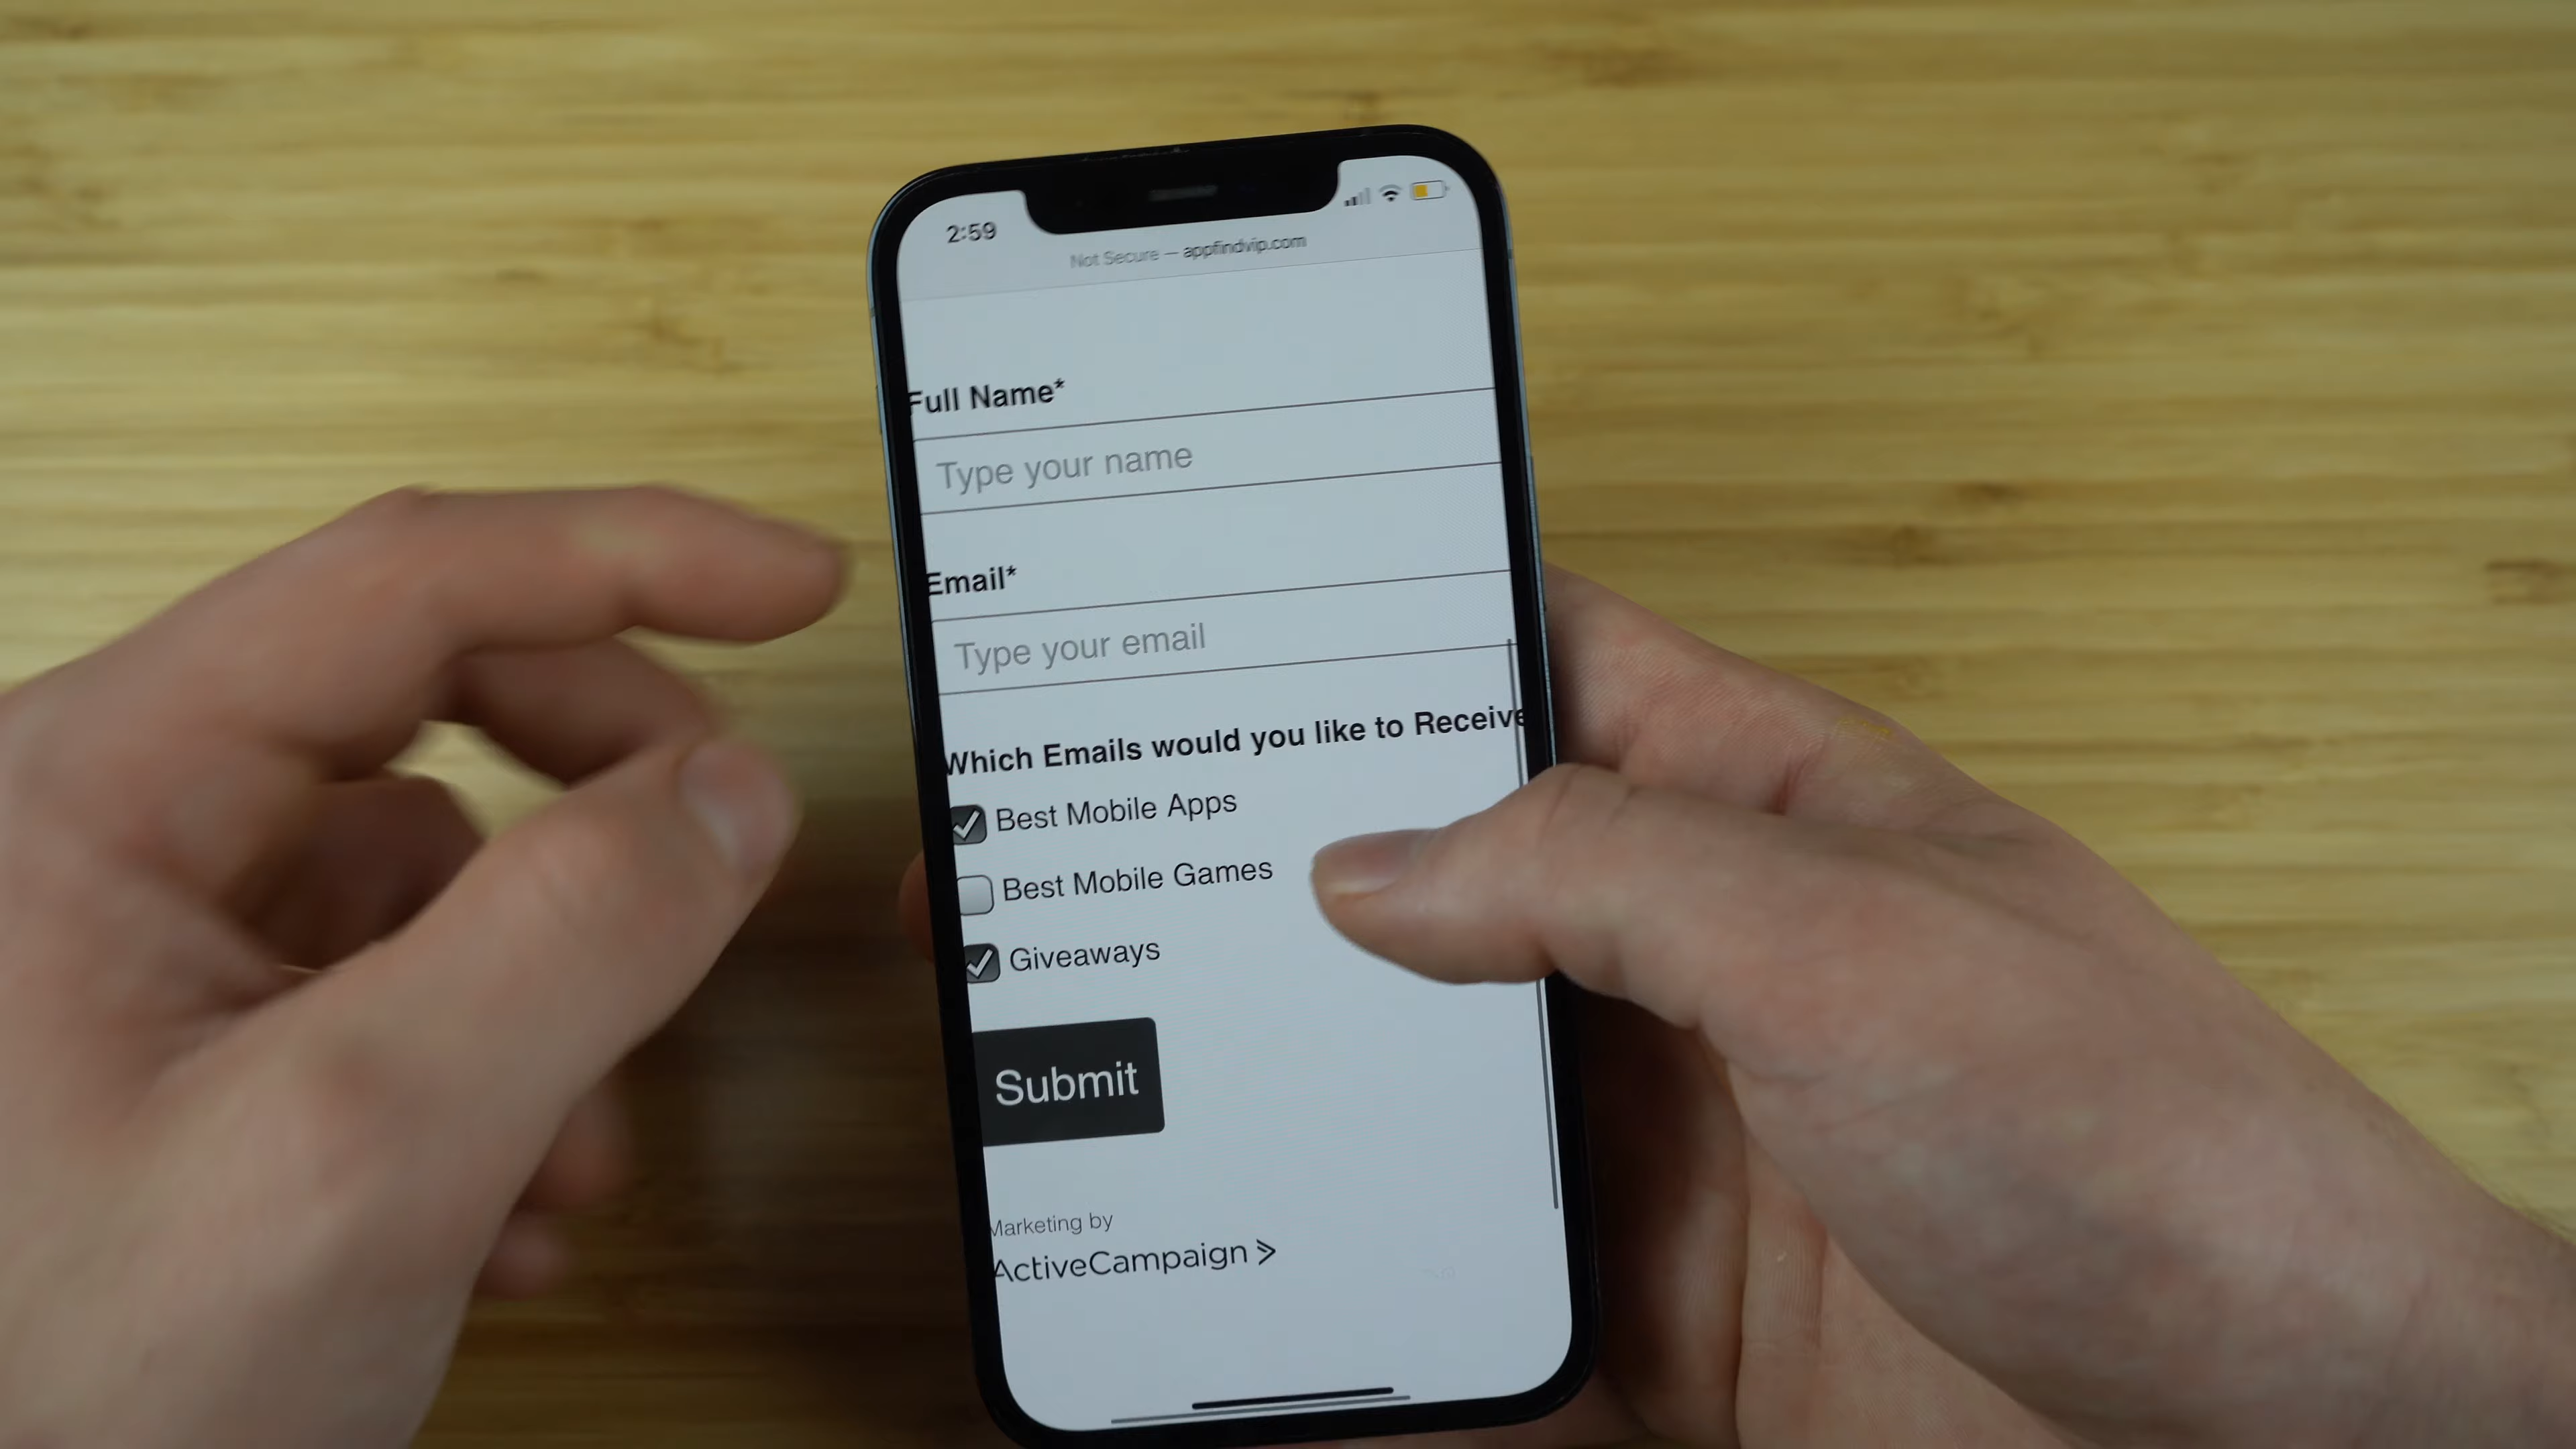 2:59
Not Secure — appfindvip.com
Full Name*
Type your name
Email*
Type your email
Which Emails would you like to Receive
Best Mobile Apps
Best Mobile Games
Giveaways
Submit
Marketing by
ActiveCampaign >